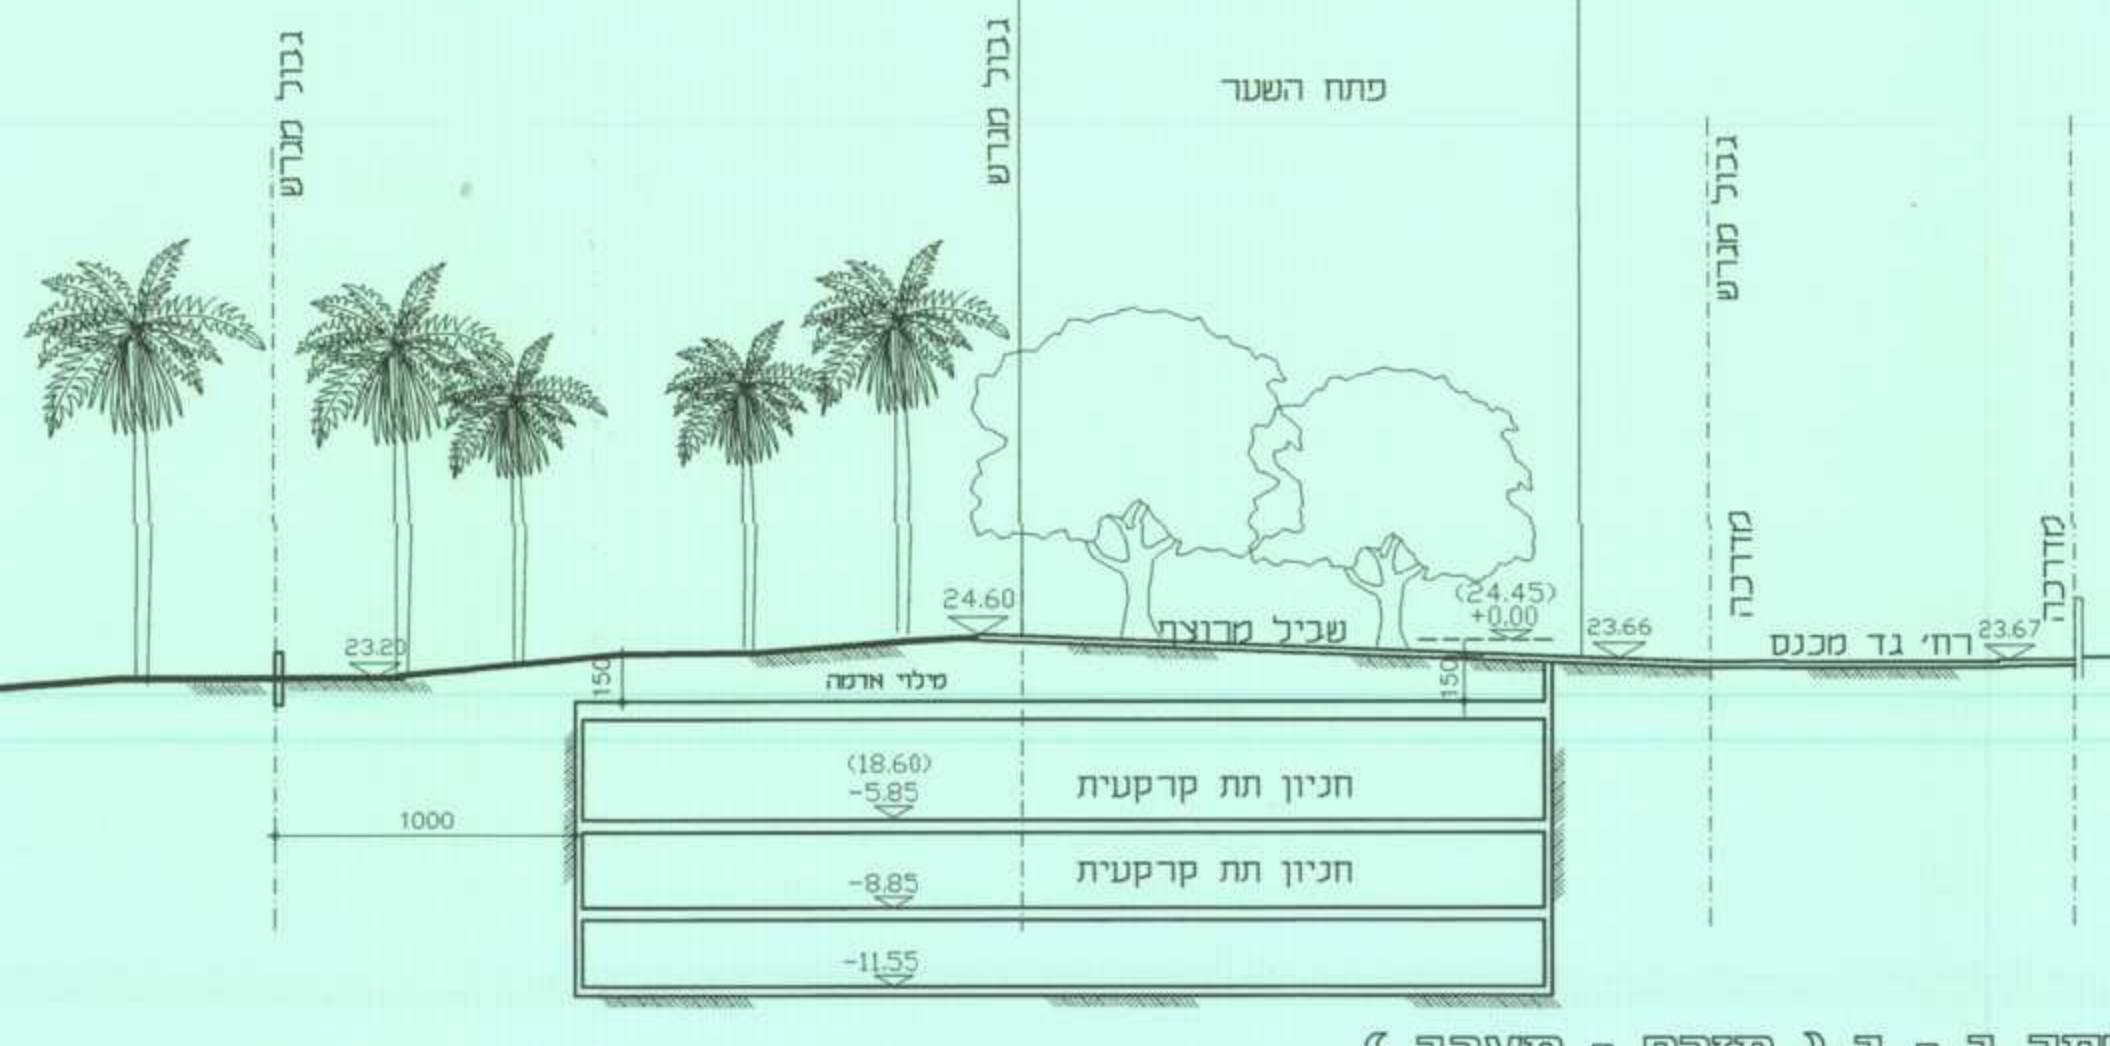 גבול מגרש
גבול מגרש
פתח השער
גבול מגרש
מדרכה
מדרכה
24.60
(24.45)
+0.00
שביל מרוצף
23.66
רח' גד מכנס
23.67
23.20
150
מילוי אדמה
150
(18.60)
-5.85
חניון תת קרקעית
1000
-8.85
חניון תת קרקעית
-11.55